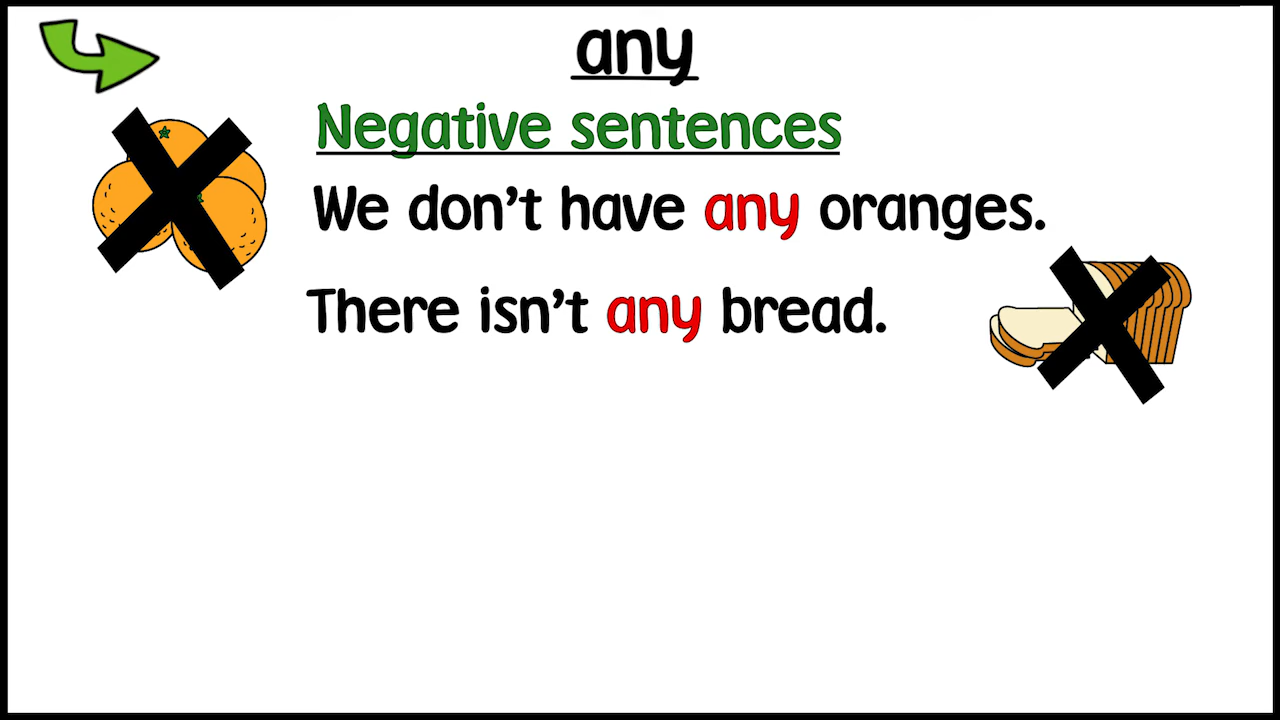 any
Negative sentences
We don’t have any oranges.
There isn’t any bread.